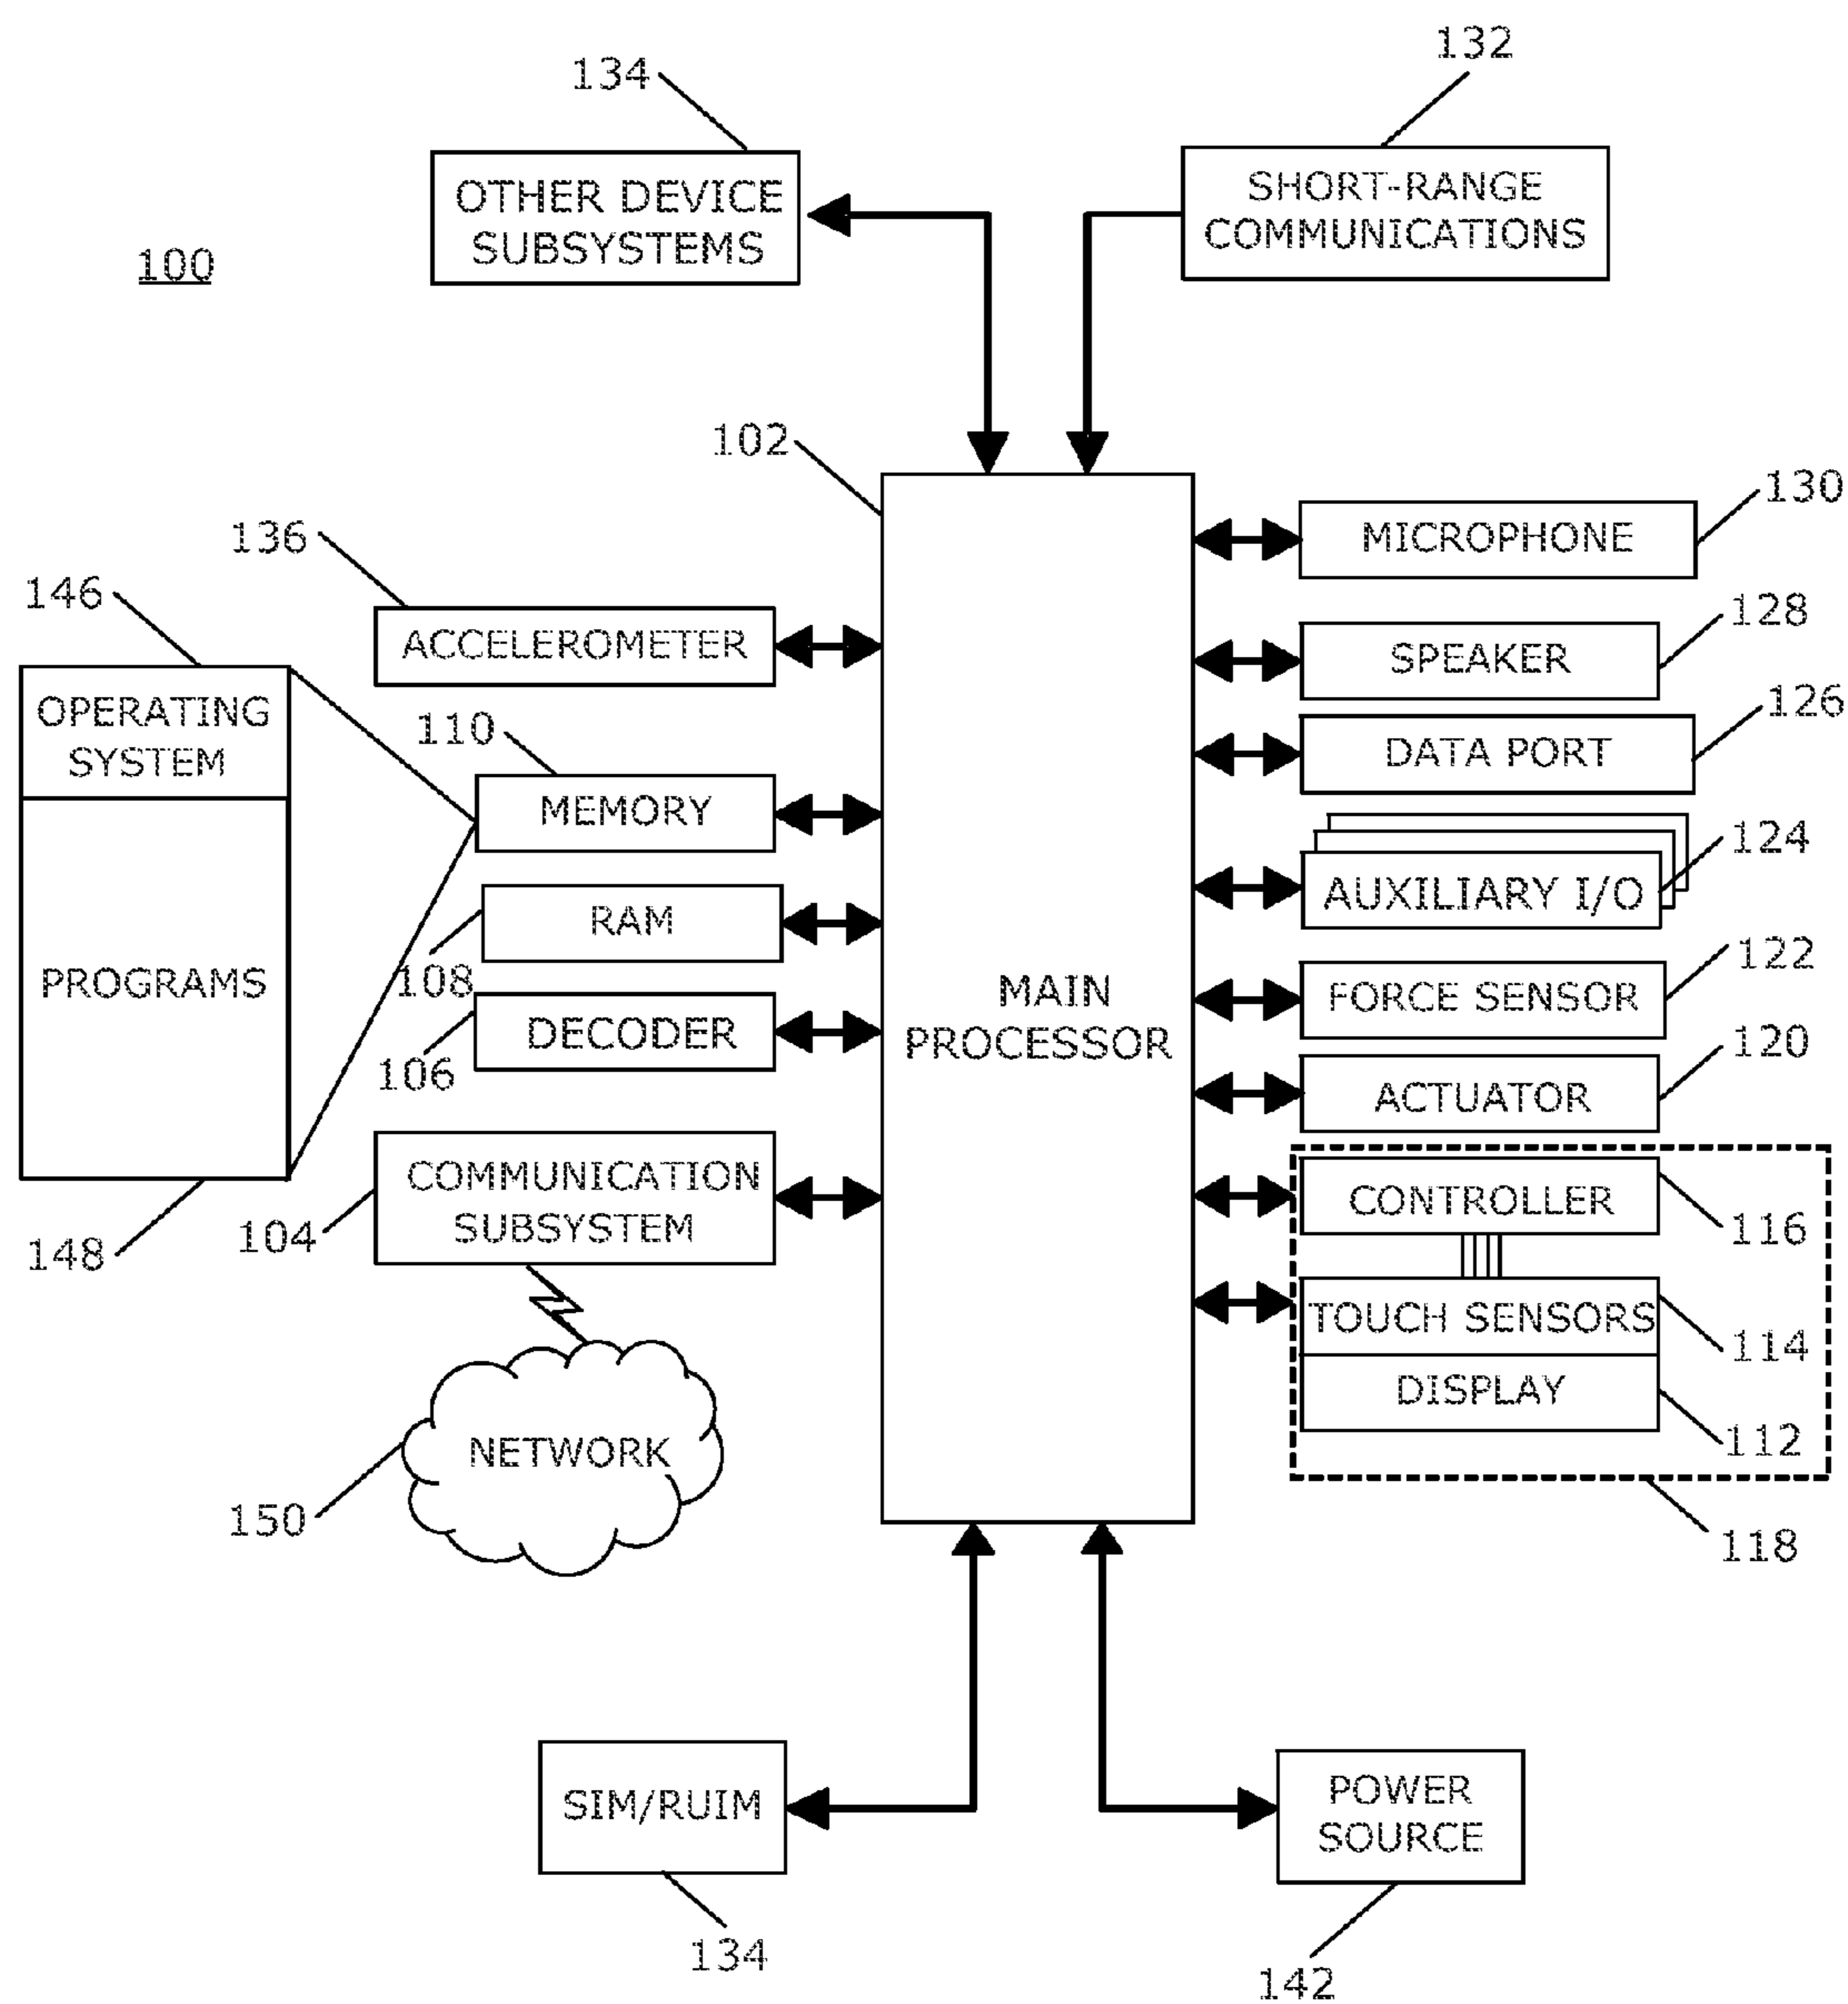 134
132
OTHER DEVICE
SUBSYSTEMS
SHORT-RANGE
COMMUNICATIONS
100
102
130
MICROPHONE
136
ACCELEROMETER
146
128
SPEAKER
OPERATING
SYSTEM
110
MEMORY
126
DATA PORT
124
AUXILIARY I/O
RAM
108
PROGRAMS
122
FORCE SENSOR
MAIN
PROCESSOR
DECODER
106
120
ACTUATOR
COMMUNICATION
SUBSYSTEM
104
148
CONTROLLER
116
TOUCH SENSORS
114
DISPLAY
112
NETWORK
150
118
SIM/RUIM
134
POWER
SOURCE
142